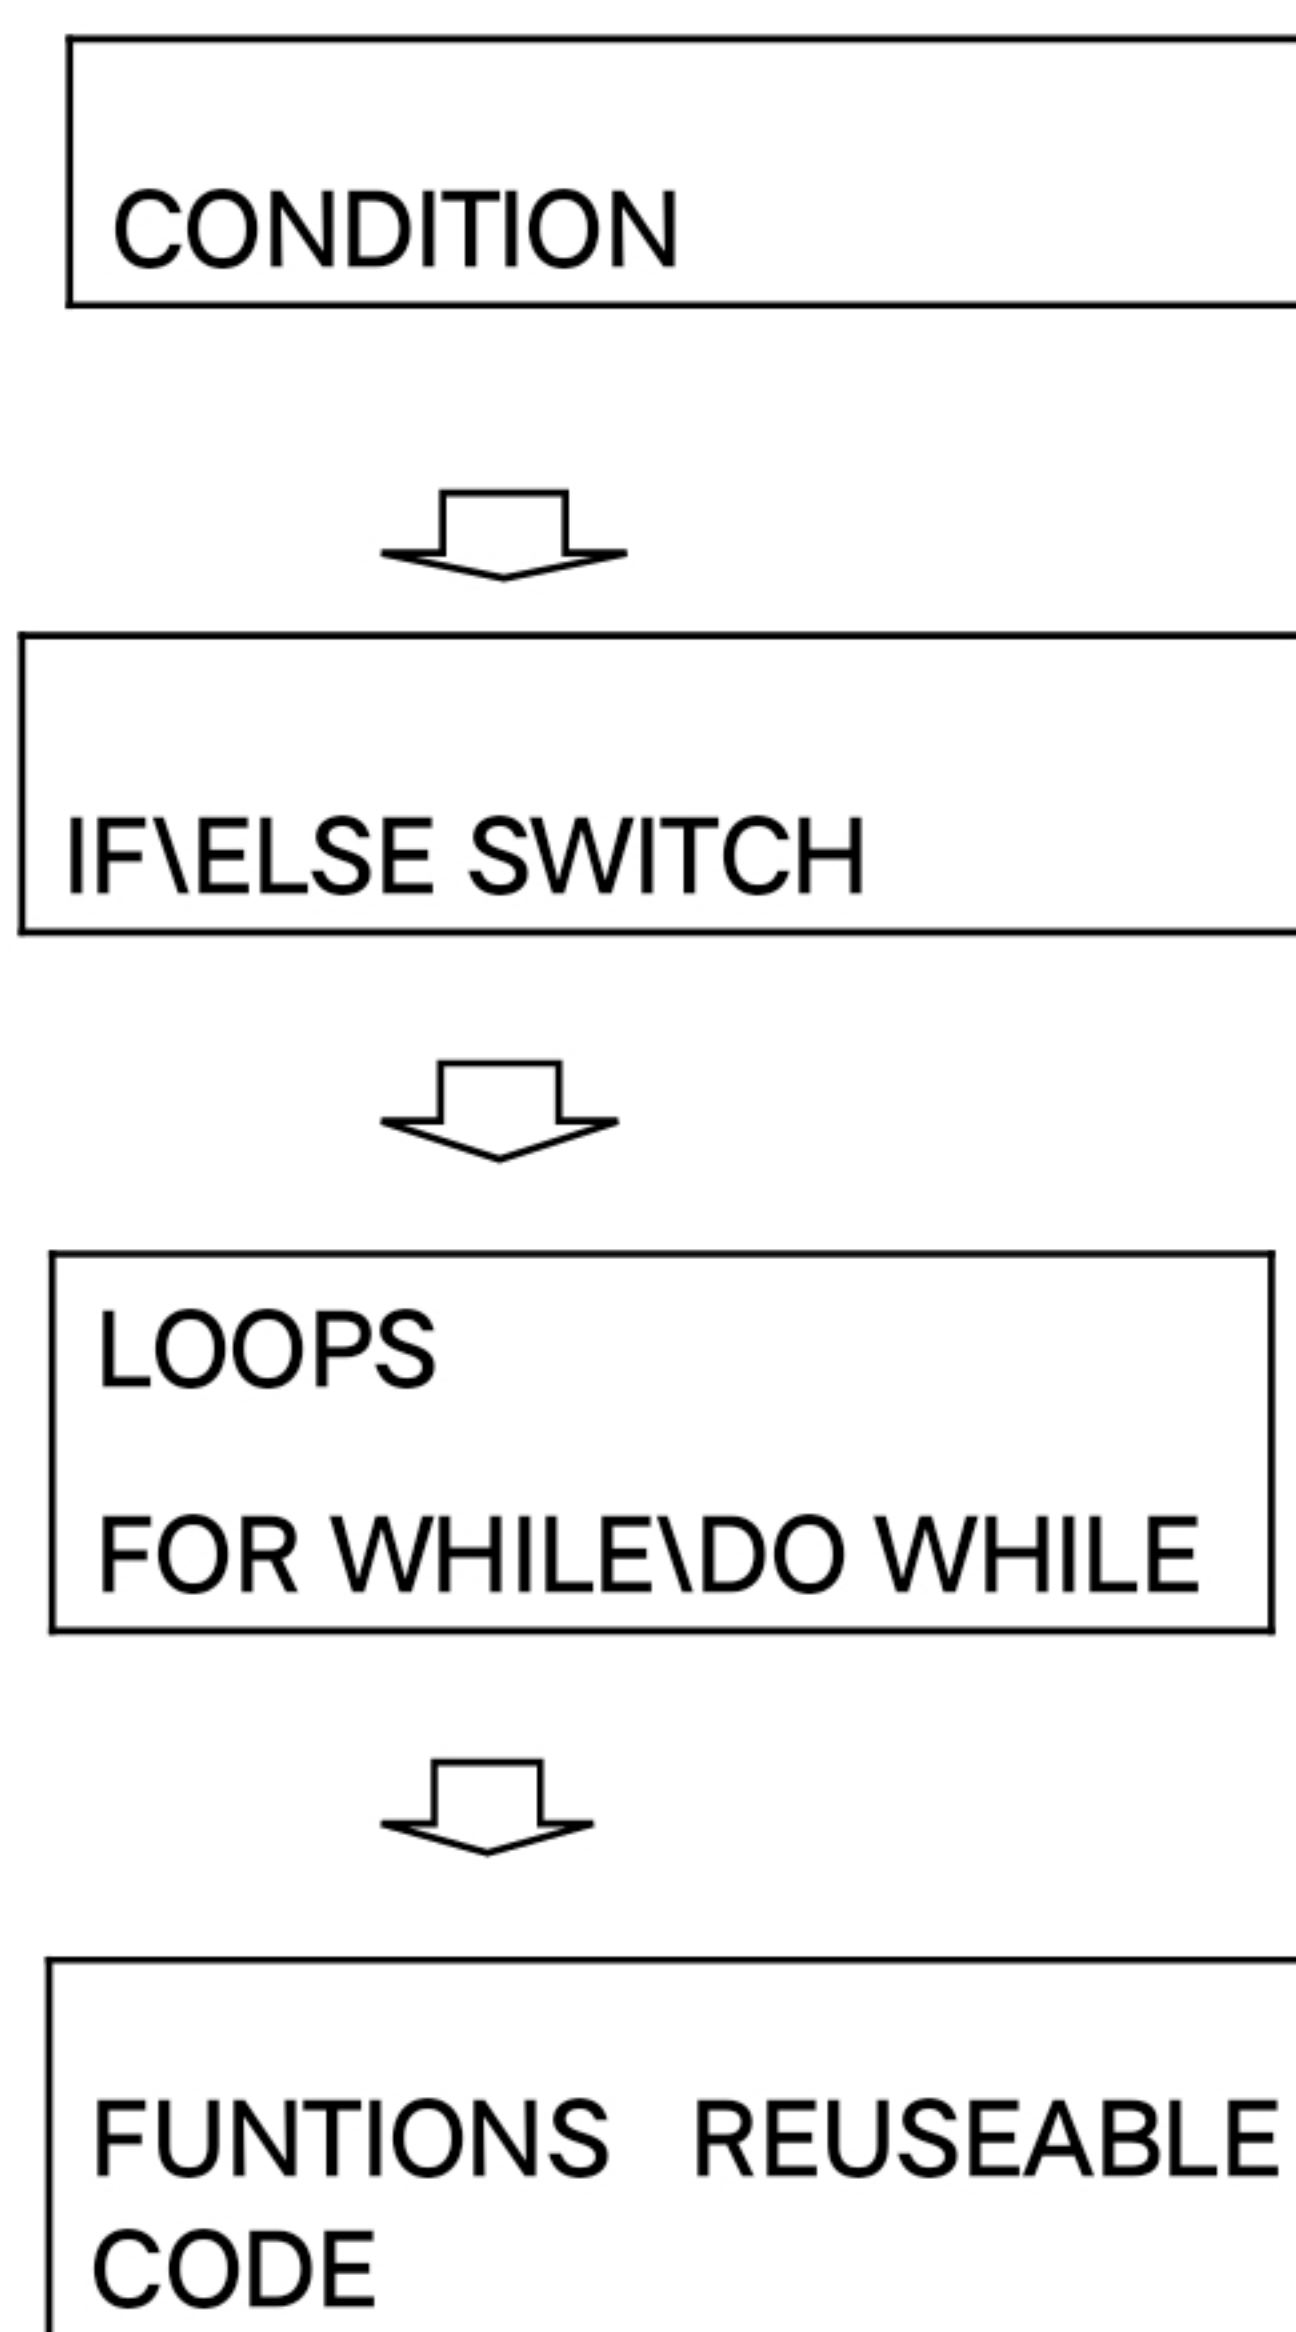 CONDITION
IF\ELSE SWITCH
LOOPS
FOR WHILE\DO WHILE
FUNTIONS REUSEABLE
CODE